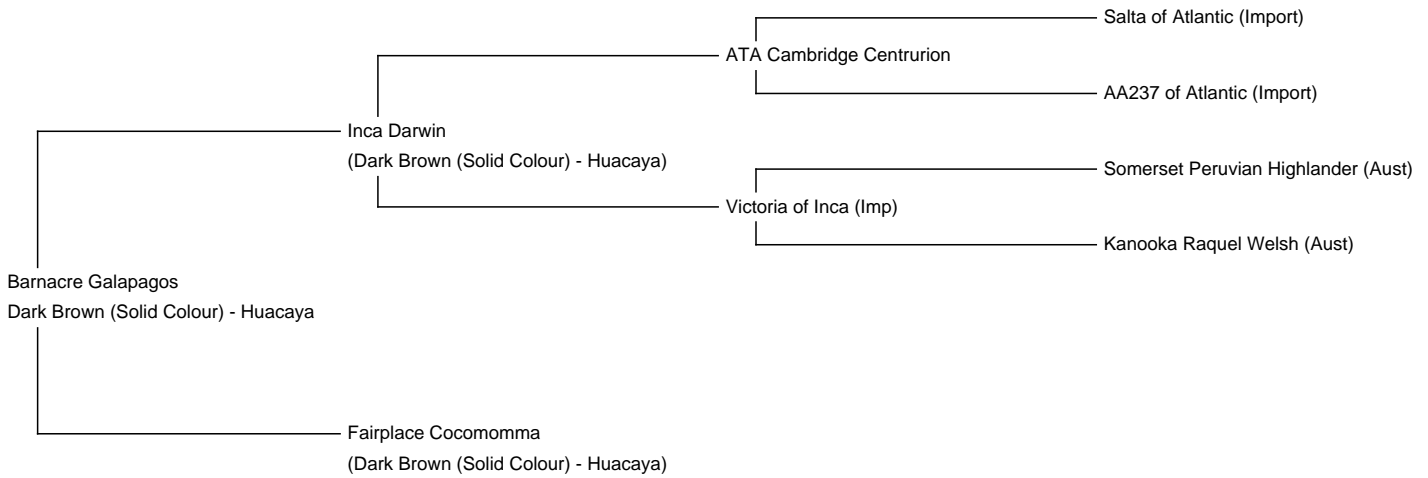 Salta of Atlantic (Import)
ATA Cambridge Centrurion
AA237 of Atlantic (Import)
Inca Darwin
(Dark Brown (Solid Colour) - Huacaya)
Somerset Peruvian Highlander (Aust)
Victoria of Inca (Imp)
Kanooka Raquel Welsh (Aust)
Barnacre Galapagos
Dark Brown (Solid Colour) - Huacaya
Fairplace Cocomomma
(Dark Brown (Solid Colour) - Huacaya)